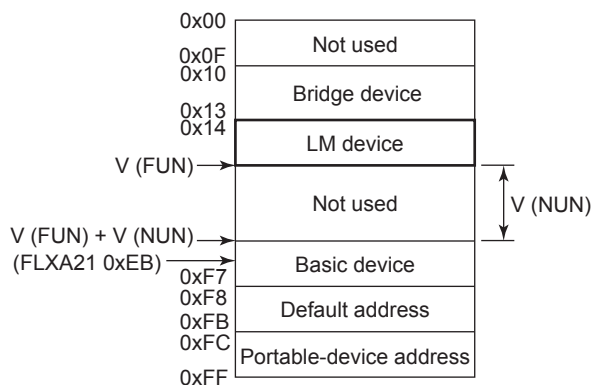 0x00
Not used
0x0F
0x10
Bridge device
0x13
0x14
LM device
V (FUN)
Not used
V (NUN)
V (FUN) + V (NUN)
(FLXA21 0xEB)
Basic device
0xF7
0xF8
Default address
0xFB
0xFC
Portable-device address
0xFF